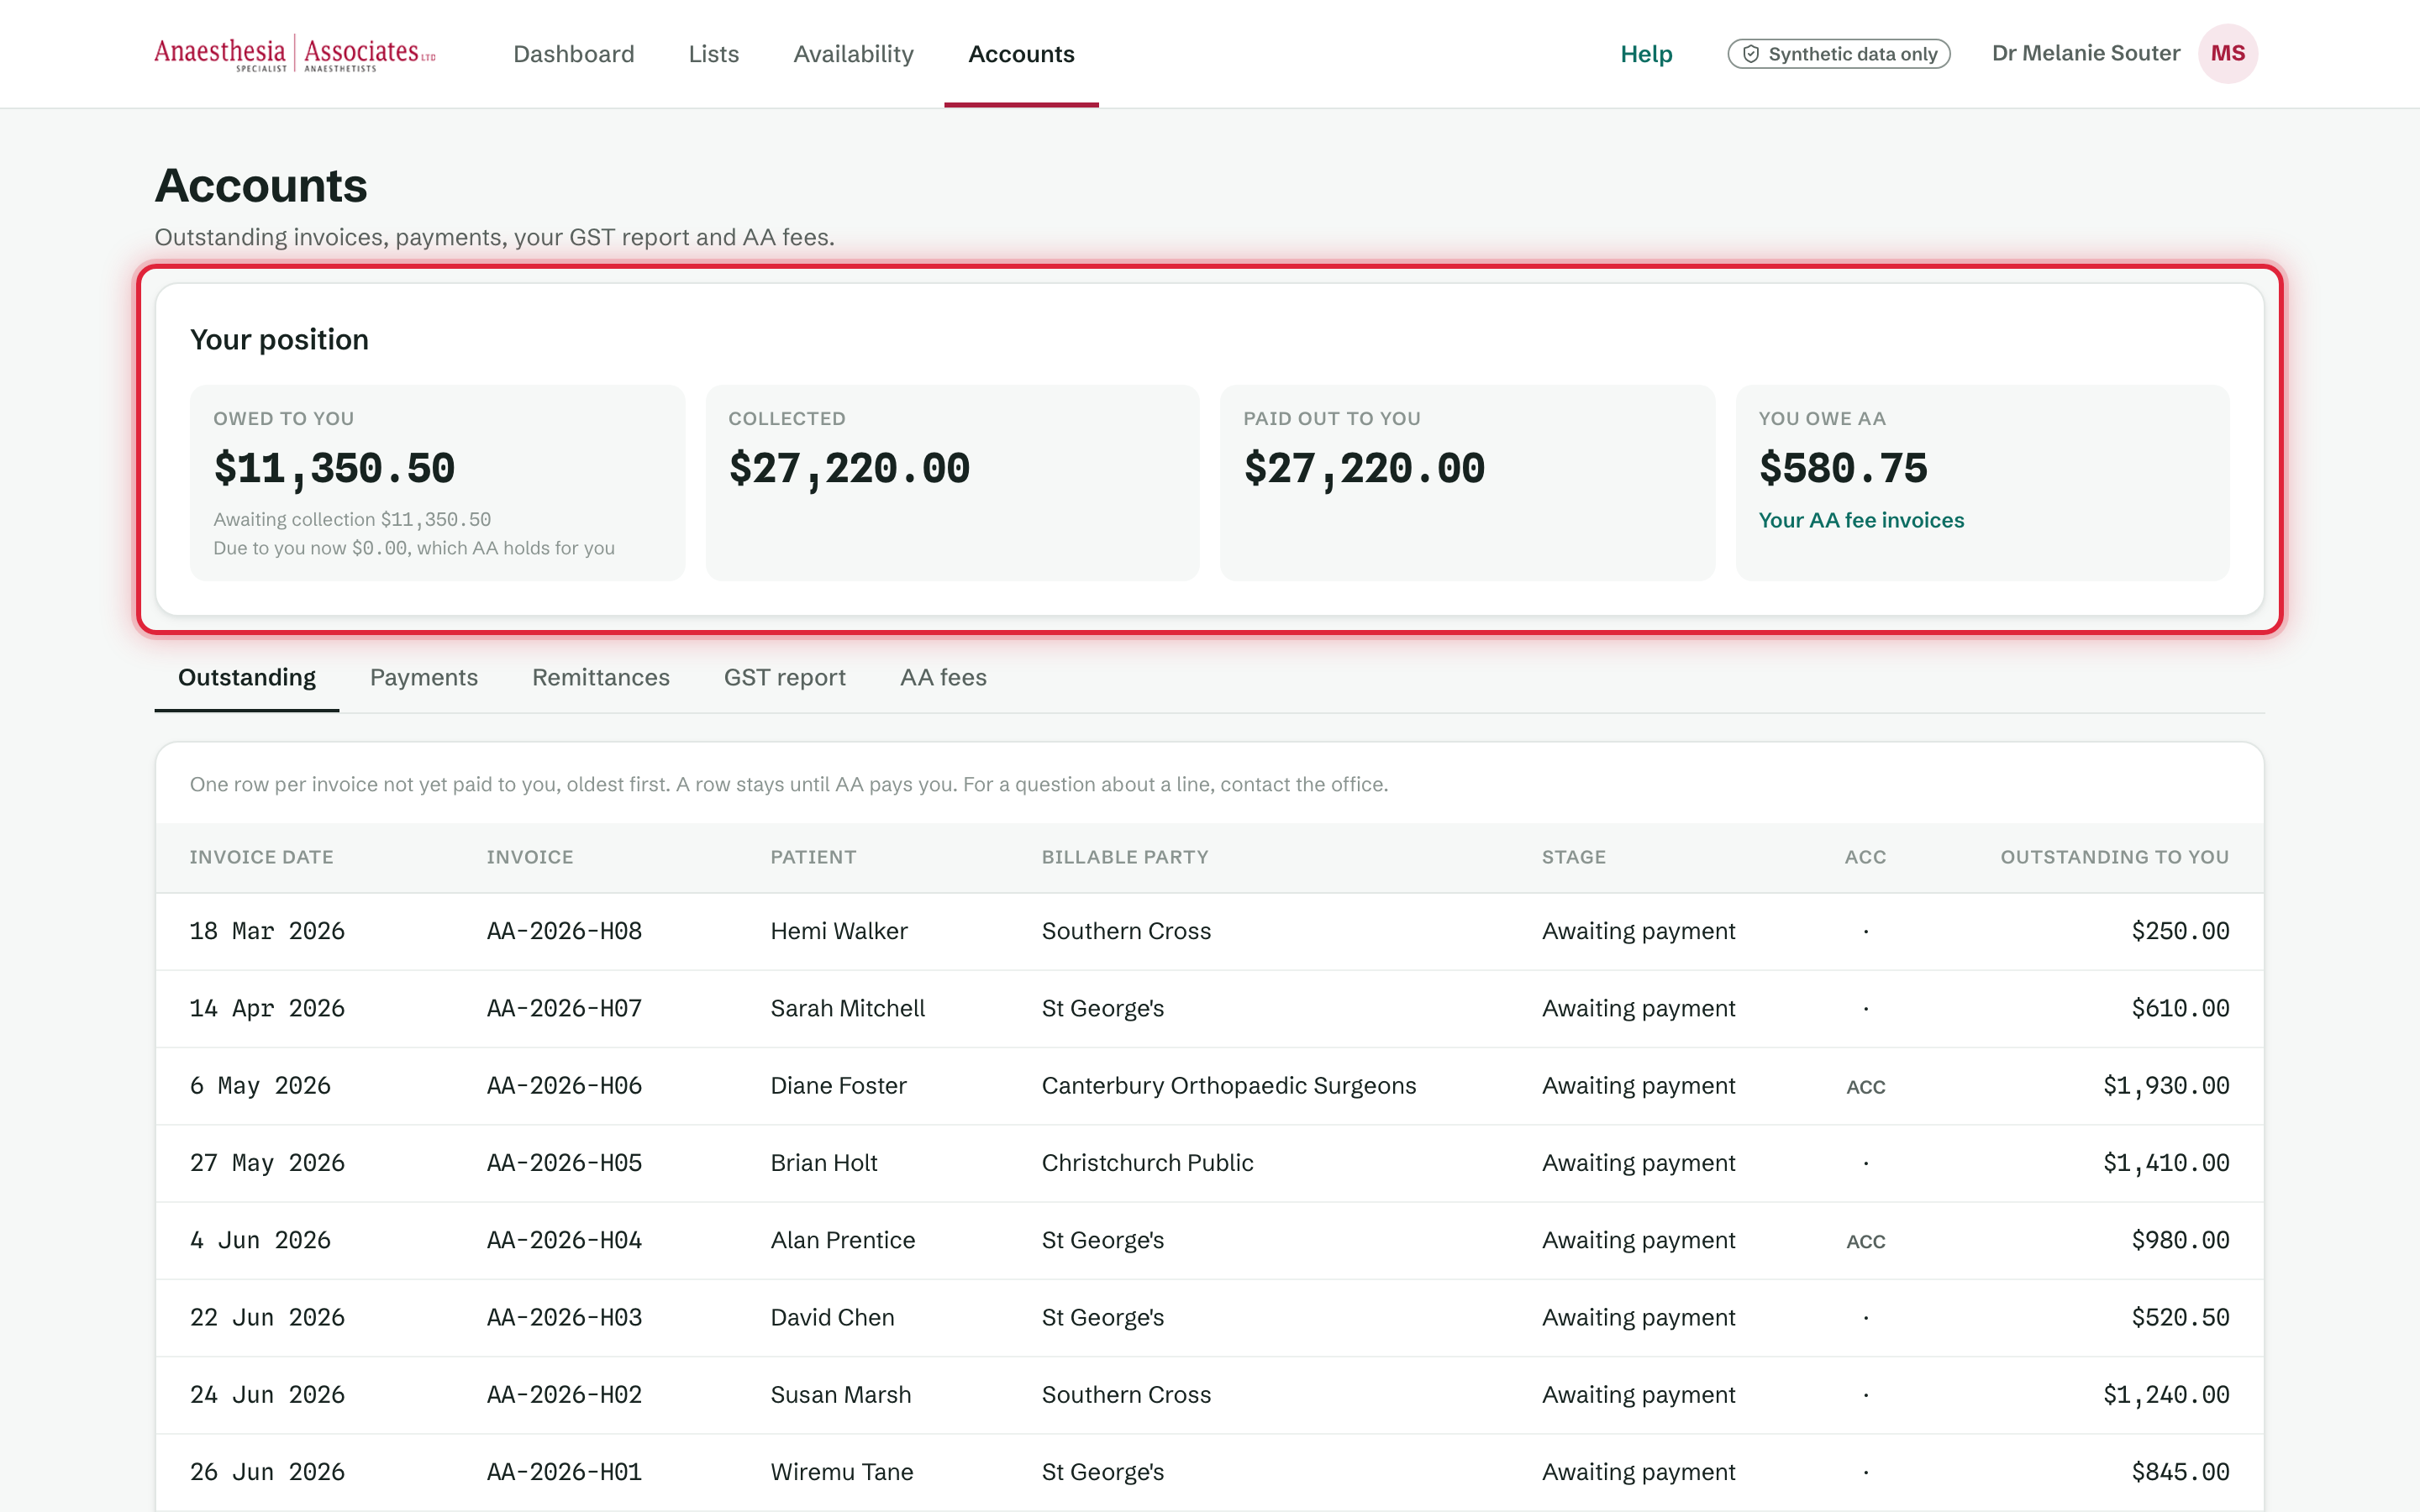 Anaesthesia | Associates LTD
SPECIALIST ANAESTHETISTS
Dashboard Lists Availability Accounts
Help Synthetic data only Dr Melanie Souter MS
Accounts
Outstanding invoices, payments, your GST report and AA fees.
Your position
OWED TO YOU COLLECTED PAID OUT TO YOU YOU OWE AA
$11,350.50 $27,220.00 $27,220.00 $580.75
Awaiting collection $11,350.50 Your AA fee invoices
Due to you now $0.00, which AA holds for you
Outstanding Payments Remittances GST report AA fees
One row per invoice not yet paid to you, oldest first. A row stays until AA pays you. For a question about a line, contact the office.
INVOICE DATE INVOICE PATIENT BILLABLE PARTY STAGE ACC OUTSTANDING TO YOU
18 Mar 2026 AA-2026-H08 Hemi Walker Southern Cross Awaiting payment · $250.00
14 Apr 2026 AA-2026-H07 Sarah Mitchell St George's Awaiting payment · $610.00
6 May 2026 AA-2026-H06 Diane Foster Canterbury Orthopaedic Surgeons Awaiting payment ACC $1,930.00
27 May 2026 AA-2026-H05 Brian Holt Christchurch Public Awaiting payment · $1,410.00
4 Jun 2026 AA-2026-H04 Alan Prentice St George's Awaiting payment ACC $980.00
22 Jun 2026 AA-2026-H03 David Chen St George's Awaiting payment · $520.50
24 Jun 2026 AA-2026-H02 Susan Marsh Southern Cross Awaiting payment · $1,240.00
26 Jun 2026 AA-2026-H01 Wiremu Tane St George's Awaiting payment · $845.00